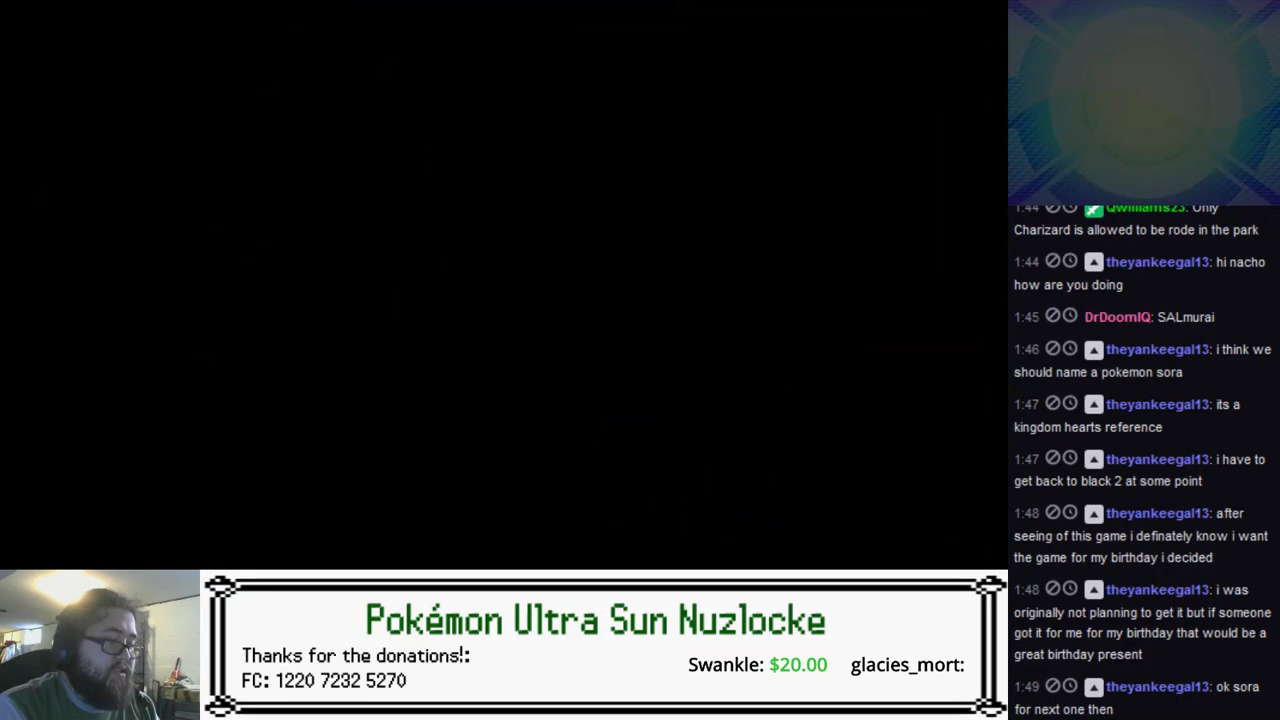 1:44 Qwilliams23: Only
Charizard is allowed to be rode in the park
1:44 theyankeegal13: hi nacho
how are you doing
1:45 DrDoomIQ: SALmurai
1:46 theyankeegal13: i think we
should name a pokemon sora
1:47 theyankeegal13: its a
kingdom hearts reference
1:47 theyankeegal13: i have to
get back to black 2 at some point
1:48 theyankeegal13: after
seeing of this game i definately know i want
the game for my birthday i decided
1:48 theyankeegal13: i was
originally not planning to get it but if someone
got it for me for my birthday that would be a
great birthday present
1:49 theyankeegal13: ok sora
for next one then
Pokémon Ultra Sun Nuzlocke
Thanks for the donations!:
FC: 1220 7232 5270
Swankle: $20.00 glacies_mort: